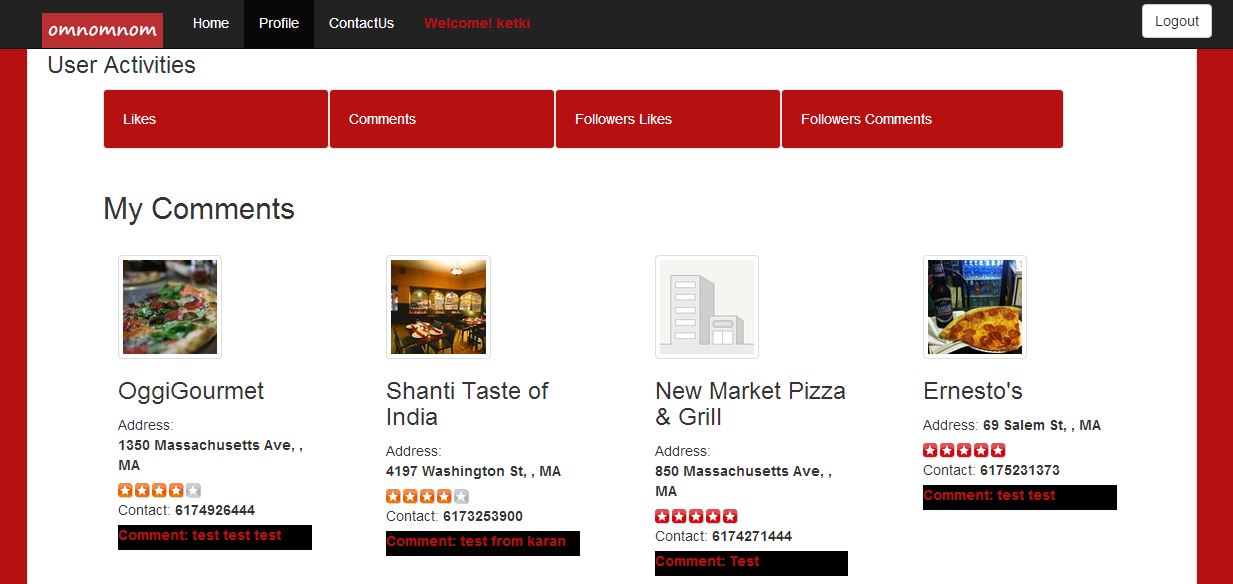 omnomnom
Home
Profile
ContactUs
Welcome! ketki
Logout
User Activities
Likes
Comments
Followers Likes
Followers Comments
My Comments
OggiGourmet
Address:
1350 Massachusetts Ave, ,
MA
Contact: 6174926444
Comment: test test test
Shanti Taste of
India
Address:
4197 Washington St, , MA
Contact: 6173253900
Comment: test from karan
New Market Pizza
& Grill
Address:
850 Massachusetts Ave, ,
MA
Contact: 6174271444
Comment: Test
Ernesto's
Address: 69 Salem St, , MA
Contact: 6175231373
Comment: test test